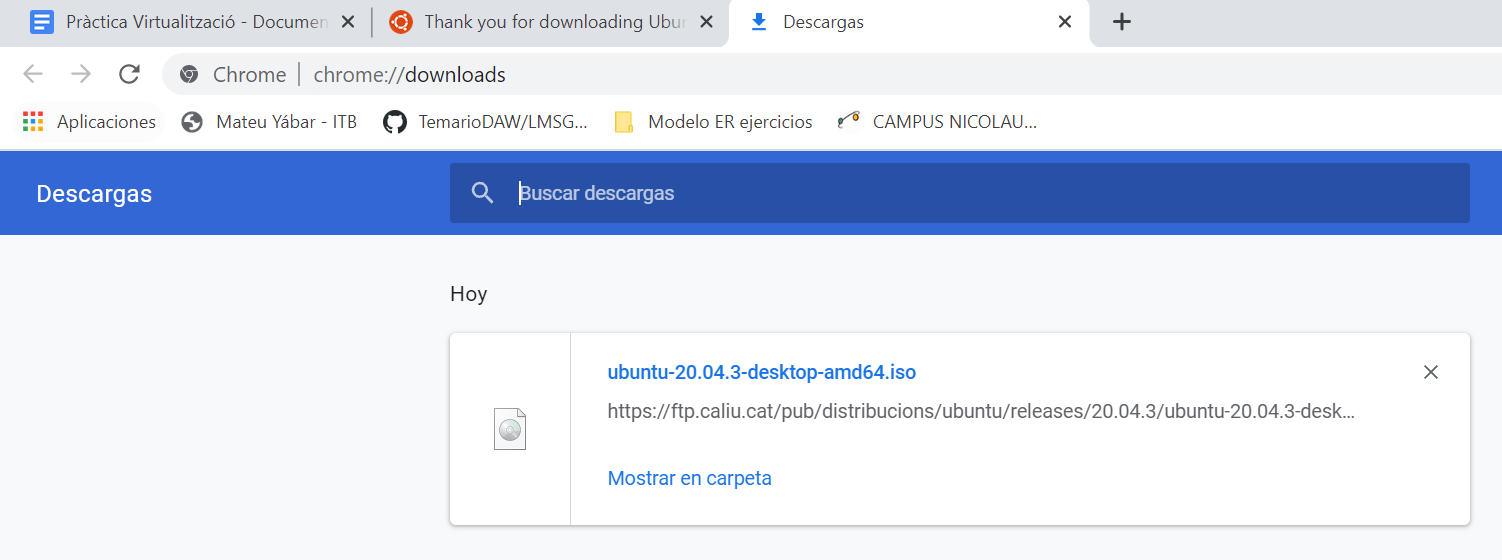 Pràctica Virtualització - Documen
Thank you for downloading Ubun
Descargas
Chrome
chrome://downloads
Aplicaciones
Mateu Yábar - ITB
TemarioDAW/LMSG...
Modelo ER ejercicios
CAMPUS NICOLAU...
Descargas
Buscar descargas
Hoy
ubuntu-20.04.3-desktop-amd64.iso
https://ftp.caliu.cat/pub/distribucions/ubuntu/releases/20.04.3/ubuntu-20.04.3-desk...
Mostrar en carpeta